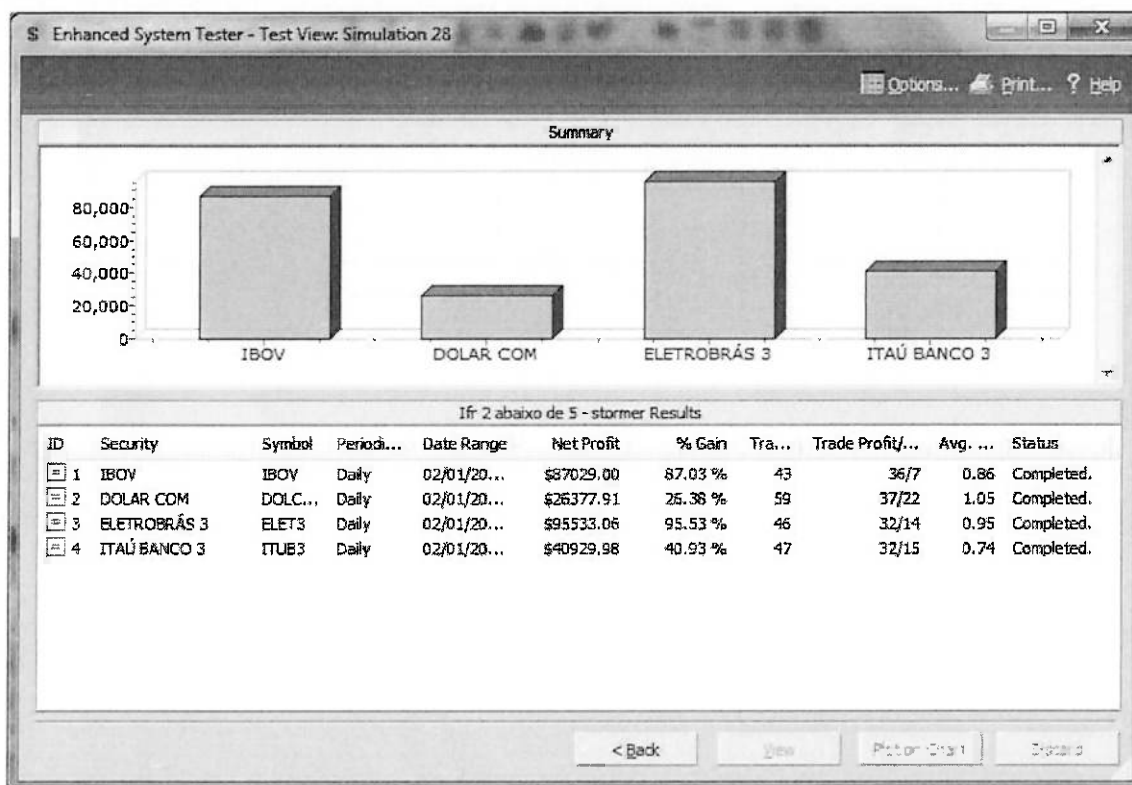 S Enhanced System Tester - Test View: Simulation 28
Options... Print... ? Help
Summary
80,000
60,000
40,000
20,000
0
IBOV DOLAR COM ELETROBRÁS 3 ITAÚ BANCO 3
Ifr 2 abaixo de 5 - stormer Results
ID Security Symbol Periodi... Date Range Net Profit % Gain Tra... Trade Profit/... Avg. ... Status
1 IBOV IBOV Daily 02/01/20... $87029.00 87.03 % 43 36/7 0.86 Completed.
2 DOLAR COM DOLC... Daily 02/01/20... $26377.91 26.38 % 59 37/22 1.05 Completed.
3 ELETROBRÁS 3 ELET3 Daily 02/01/20... $95533.06 95.53 % 46 32/14 0.95 Completed.
4 ITAÚ BANCO 3 ITUB3 Daily 02/01/20... $40929.98 40.93 % 47 32/15 0.74 Completed.
< Back View Plot on Chart Discard